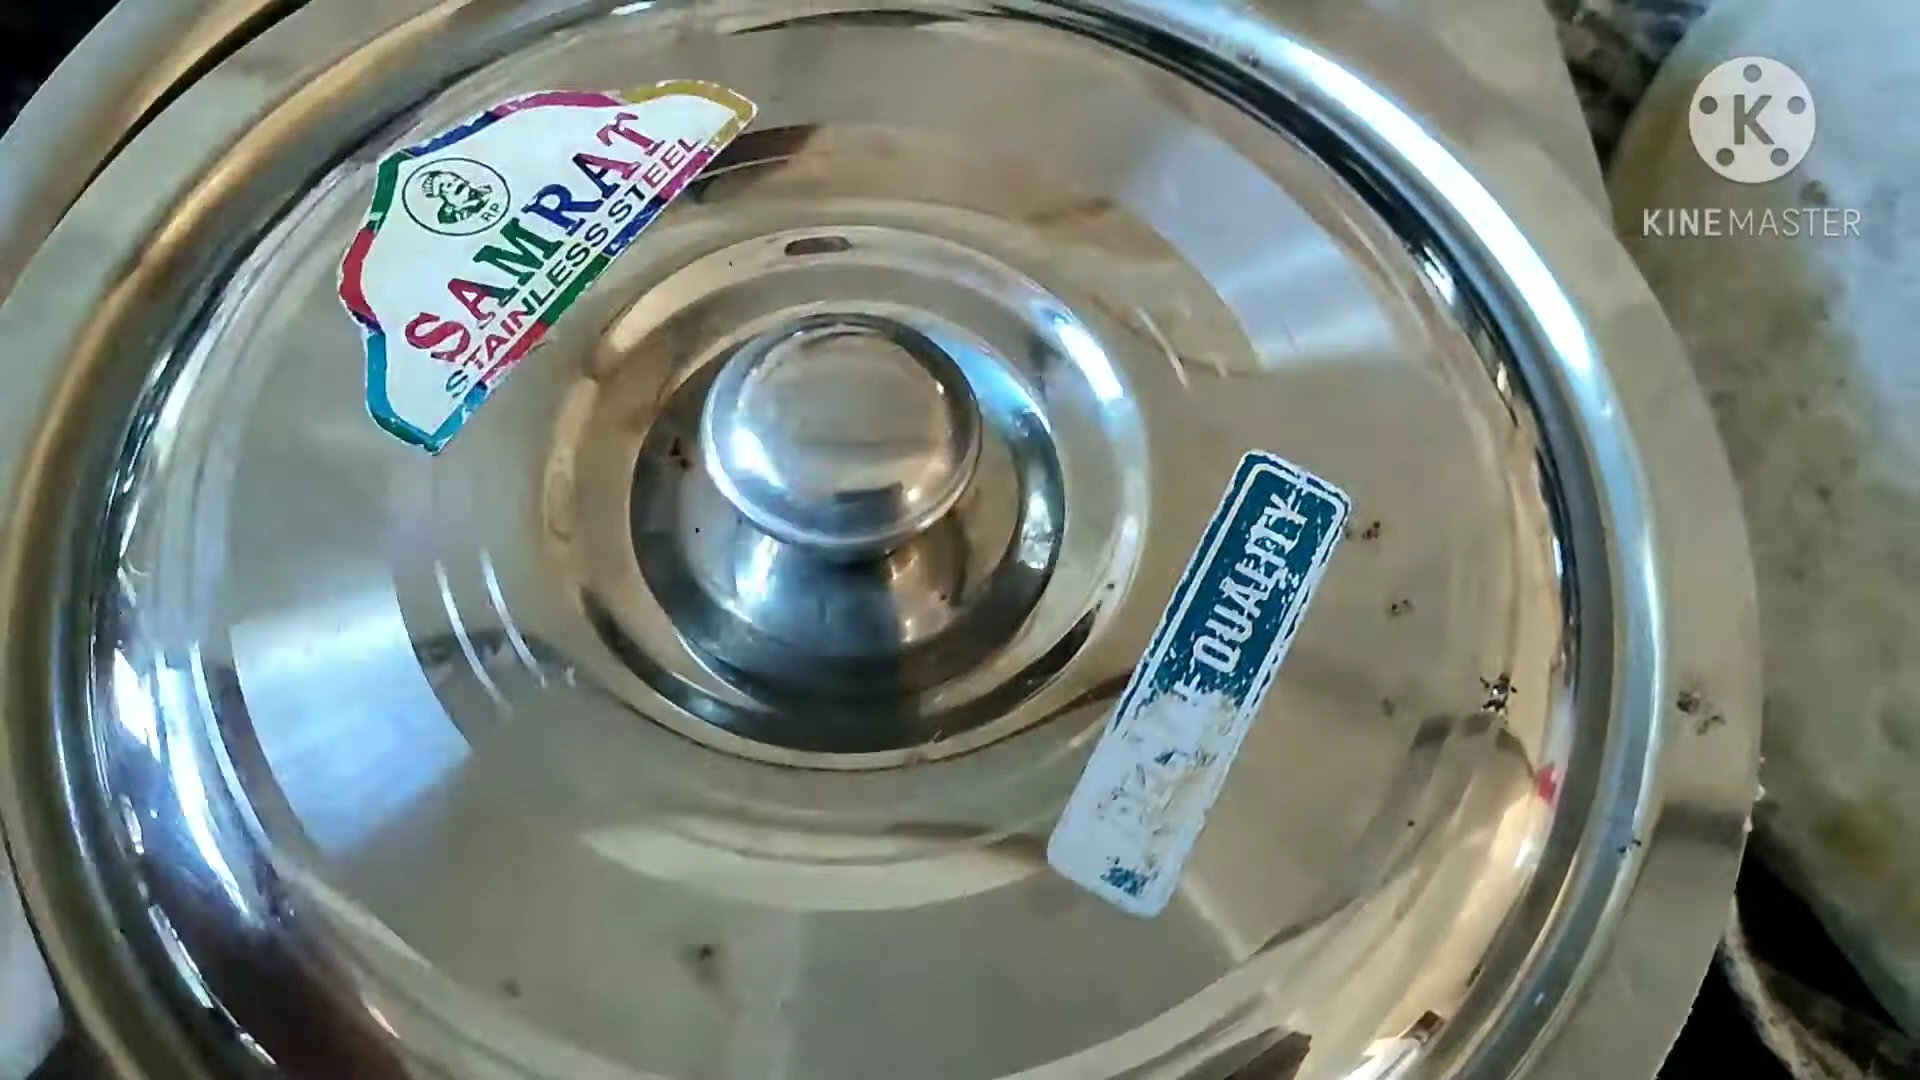 RP
SAMRAT
STAINLESS STEEL
QUALITY
K
KINEMASTER